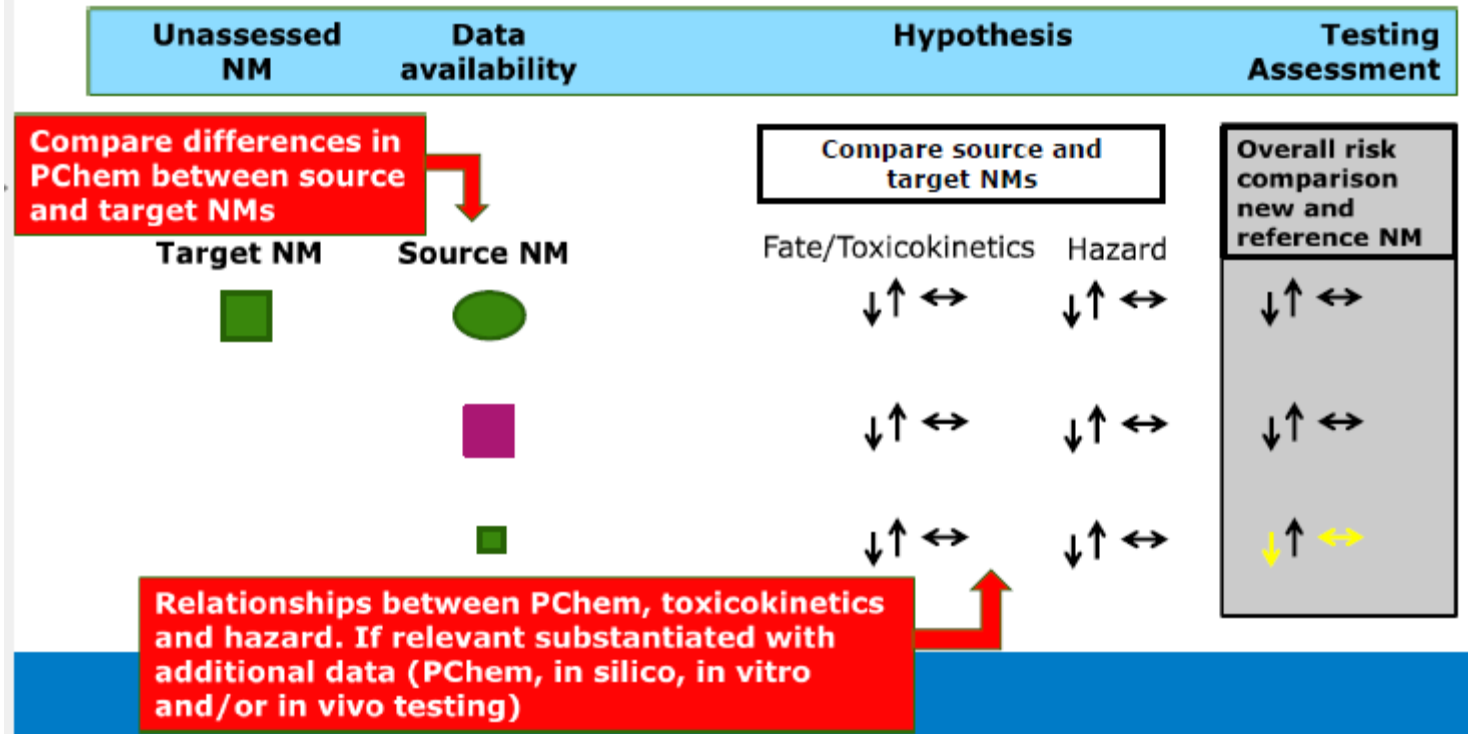 Unassessed
NM
Data
availability
Hypothesis
Testing
Assessment
Compare differences in
PChem between source
and target NMs
Compare source and
target NMs
Overall risk
comparison
new and
reference NM
Target NM
Source NM
Fate/Toxicokinetics
Hazard
Relationships between PChem, toxicokinetics
and hazard. If relevant substantiated with
additional data (PChem, in silico, in vitro
and/or in vivo testing)